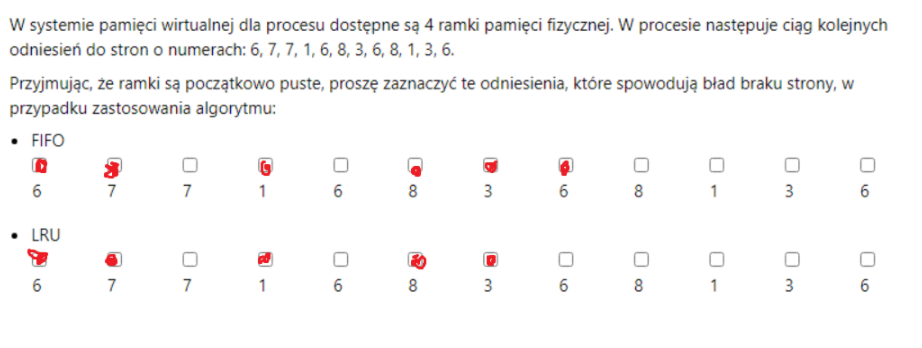 W systemie pamięci wirtualnej dla procesu dostępne są 4 ramki pamięci fizycznej. W procesie następuje ciąg kolejnych
odniesień do stron o numerach: 6, 7, 7, 1, 6, 8, 3, 6, 8, 1, 3, 6.
Przyjmując, że ramki są początkowo puste, proszę zaznaczyć te odniesienia, które spowodują bład braku strony, w
przypadku zastosowania algorytmu:
• FIFO
6 7 7 1 6 8 3 6 8 1 3 6
• LRU
6 7 7 1 6 8 3 6 8 1 3 6